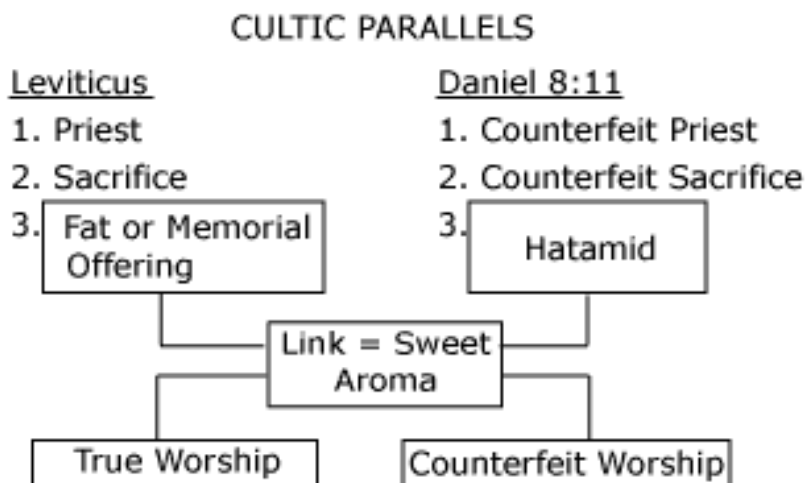 CULTIC PARALLELS
Leviticus
1. Priest
2. Sacrifice
3. Fat or Memorial
Offering
Daniel 8:11
1. Counterfeit Priest
2. Counterfeit Sacrifice
3. Hatamid
Link = Sweet
Aroma
True Worship
Counterfeit Worship